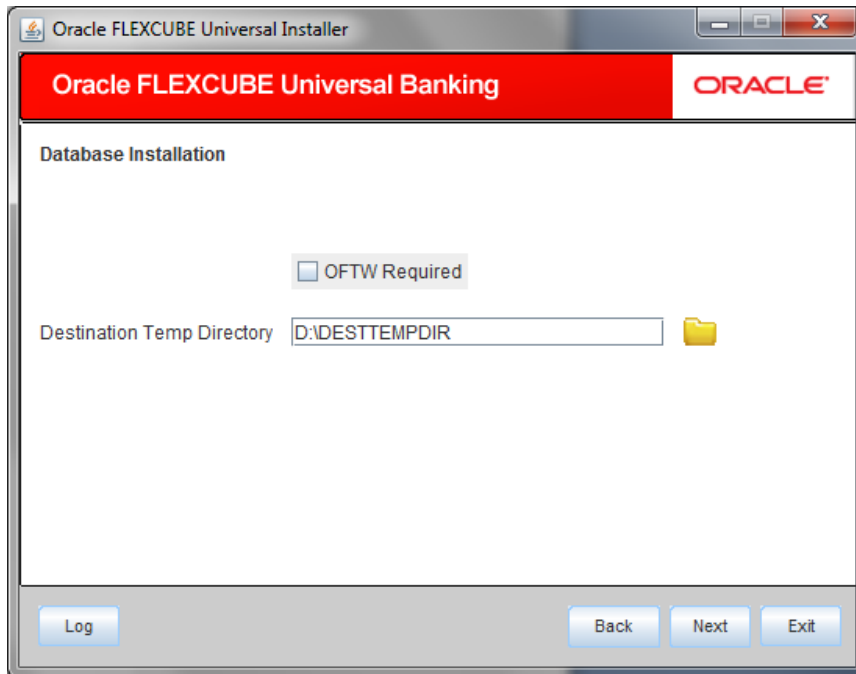 Oracle FLEXCUBE Universal Installer
Oracle FLEXCUBE Universal Banking
ORACLE
Database Installation
OFTW Required
Destination Temp Directory D:\DESTTEMPDIR
Log Back Next Exit